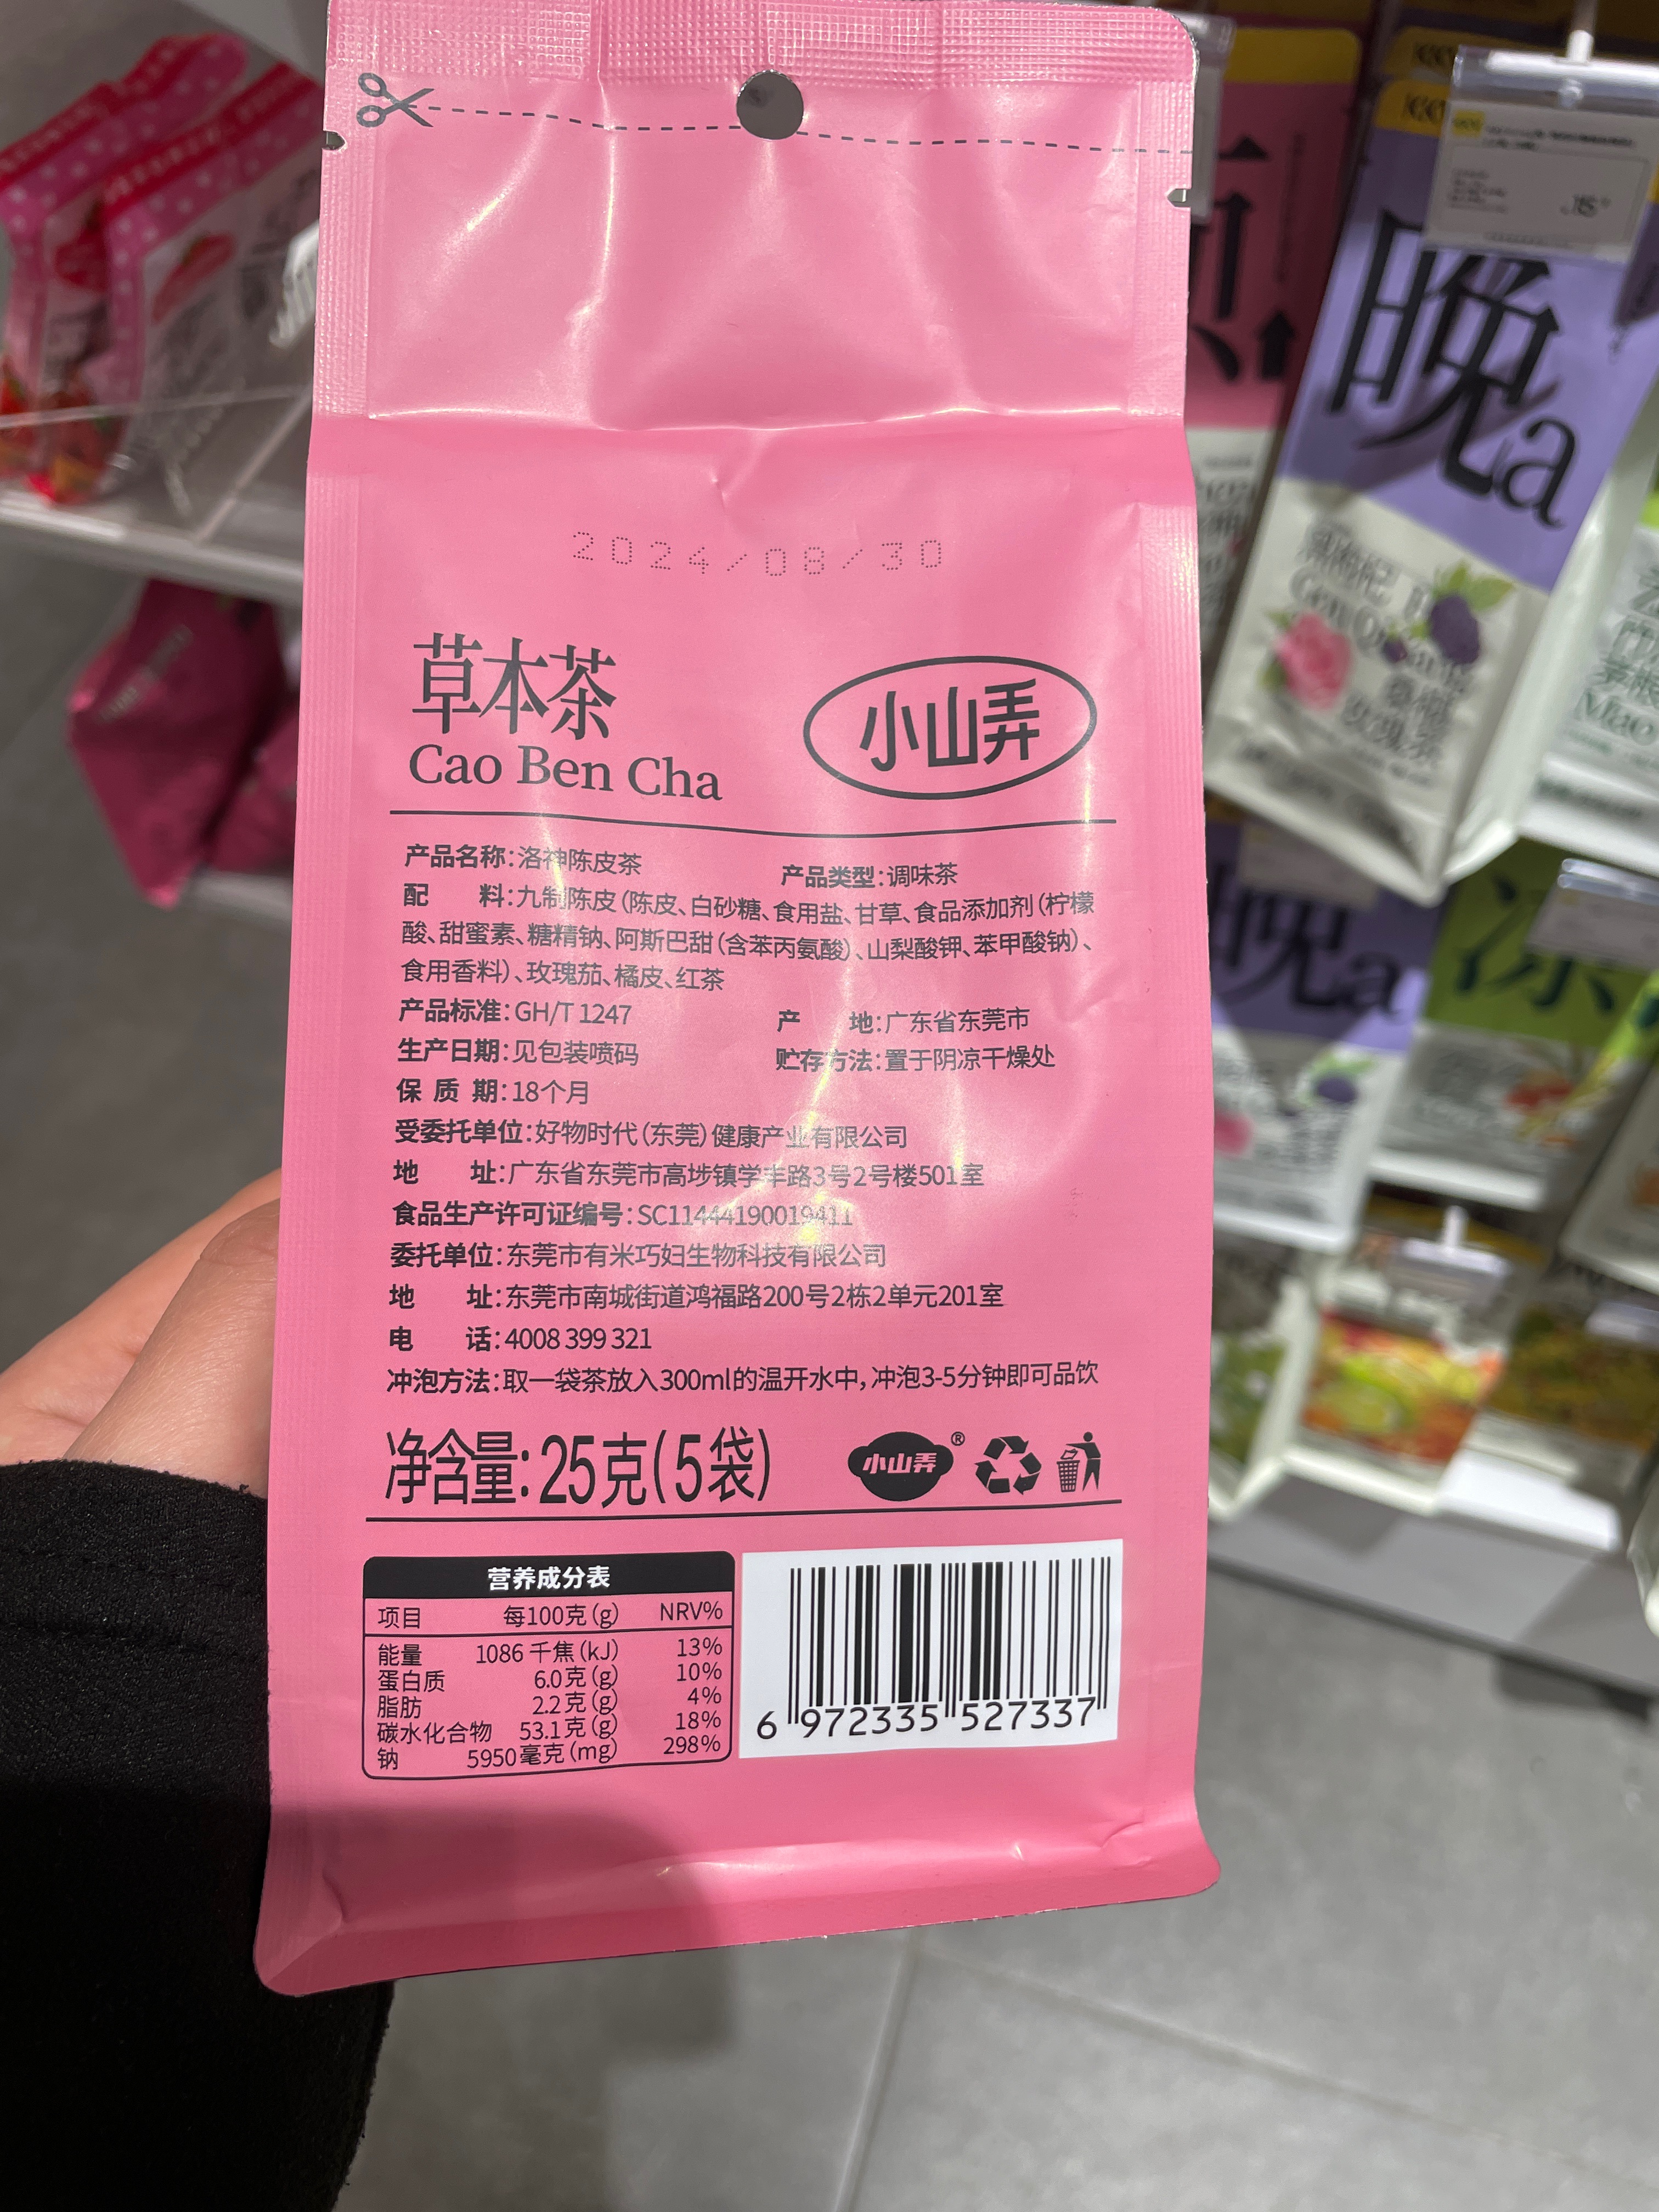 2024/08/30
草本茶
Cao Ben Cha
小山弄
产品名称:洛神陈皮茶 产品类型:调味茶
配 料:九制陈皮(陈皮、白砂糖、食用盐、甘草、食品添加剂(柠檬
酸、甜蜜素、糖精钠、阿斯巴甜(含苯丙氨酸)、山梨酸钾、苯甲酸钠)、
食用香料)、玫瑰茄、橘皮、红茶
产品标准:GH/T 1247 产 地:广东省东莞市
生产日期:见包装喷码 贮存方法:置于阴凉干燥处
保 质 期:18个月
受委托单位:好物时代(东莞)健康产业有限公司
地 址:广东省东莞市高埗镇学丰路3号2号楼501室
食品生产许可证编号:SC11444190019411
委托单位:东莞市有米巧妇生物科技有限公司
地 址:东莞市南城街道鸿福路200号2栋2单元201室
电 话:4008 399 321
冲泡方法:取一袋茶放入300ml的温开水中,冲泡3-5分钟即可品饮
净含量:25克(5袋)
小山弄®
营养成分表
项目 每100克(g) NRV%
能量 1086千焦(kJ) 13%
蛋白质 6.0克(g) 10%
脂肪 2.2克(g) 4%
碳水化合物 53.1克(g) 18%
钠 5950毫克(mg) 298%
6 972335 527337
晚a
晚a
凉